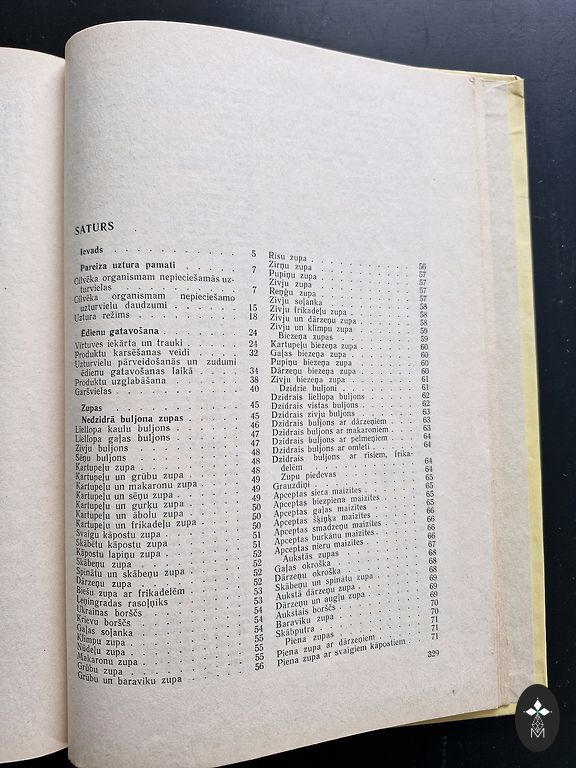 SATURS
Ievads 5
Pareiza uztura pamati 7
Cilvēka organismam nepieciešamās uz-
turvielas 7
Cilvēka organismam nepieciešamo
uzturvielu daudzumi 15
Uztura režīms 18
Ēdienu gatavošana 24
Virtuves iekārta un trauki 24
Produktu karsēšanas veidi 32
Uzturvielu pārveidošanās un zudumi
ēdienu gatavošanas laikā 34
Produktu uzglabāšana 38
Garšvielas 40
Zupas 45
Nedzidrā buljona zupas 45
Liellopa kaulu buljons 46
Liellopa gaļas buljons 47
Zivju buljons 47
Sēņu buljons 48
Kartupeļu zupa 48
Kartupeļu un grūbu zupa 48
Kartupeļu un makaronu zupa 49
Kartupeļu un sēņu zupa 49
Kartupeļu un gurķu zupa 49
Kartupeļu un ābolu zupa 50
Kartupeļu un frikadeļu zupa 50
Svaigu kāpostu zupa 50
Skābētu kāpostu zupa 51
Kāpostu lapiņu zupa 51
Skābeņu zupa 52
Spinātu un skābeņu zupa 52
Dārzeņu zupa 52
Biešu zupa ar frikadelēm 52
Ļeņingradas rasoļņiks 53
Ukrainas borščs 53
Krievu borščs 54
Gaļas soļanka 54
Klimpu zupa 54
Nūdeļu zupa 55
Makaronu zupa 55
Grūbu zupa 55
Grūbu un baraviku zupa 56
Risu zupa 56
Zirņu zupa 57
Pupiņu zupa 57
Zivju zupa 57
Reņģu zupa 57
Zivju soļanka 58
Zivju frikadeļu zupa 58
Zivju un dārzeņu zupa 58
Zivju un klimpu zupa 59
Biezeņa zupas 59
Kartupeļu biezeņa zupa 60
Gaļas biezeņa zupa 60
Pupiņu biezeņa zupa 60
Dārzeņu biezeņa zupa 60
Zivju biezeņa zupa 61
Dzidrie buljoni 61
Dzidrais liellopa buljons 62
Dzidrais vistas buljons 62
Dzidrais zivju buljons 63
Dzidrais buljons ar dārzeņiem 63
Dzidrais buljons ar makaroniem 63
Dzidrais buljons ar pelmeņiem 64
Dzidrais buljons ar omleti 64
Dzidrais buljons ar risiem, frika-
delēm 64
Zupu piedevas 64
Grauzdiņi 65
Apceptas siera maizītes 65
Apceptas biezpiena maizītes 65
Apceptas gaļas maizītes 65
Apceptas šķiņķa maizītes 66
Apceptas smadzeņu maizītes 66
Apceptas burkānu maizītes 66
Apceptas nieru maizītes 66
Aukstās zupas 67
Gaļas okroška 68
Dārzeņu okroška 68
Skābeņu un spinātu zupa 68
Aukstā dārzeņu zupa 69
Dārzeņu un augļu zupa 69
Aukstais borščs 69
Baraviku zupa 70
Skābputra 70
Piena zupas 71
Piena zupa ar dārzeņiem 71
Piena zupa ar svaigiem kāpostiem 71
329
M